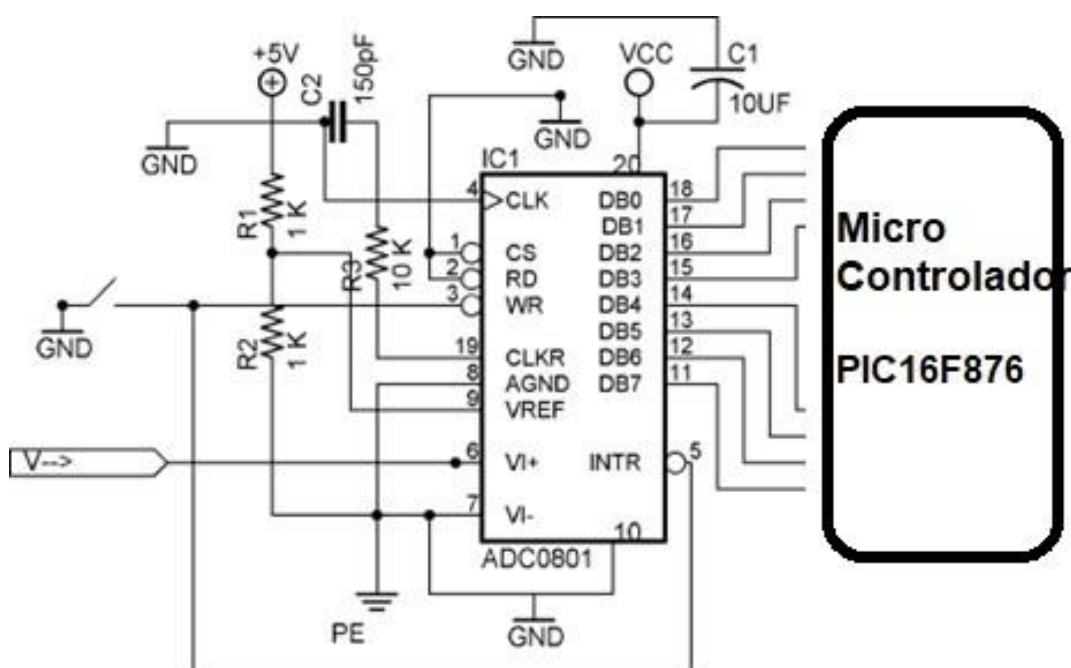 GND
VCC
C1
10UF
+5V
C2
150pF
GND
GND
IC1
20
R1
1 K
4
CLK
DB0
18
DB1
17
1
CS
DB2
16
2
RD
DB3
15
3
WR
DB4
14
R3
10 K
DB5
13
GND
R2
1 K
19
CLKR
DB6
12
8
AGND
DB7
11
9
VREF
V-->
6
VI+
INTR
5
7
VI-
10
ADC0801
PE
GND
Micro
Controlador
PIC16F876